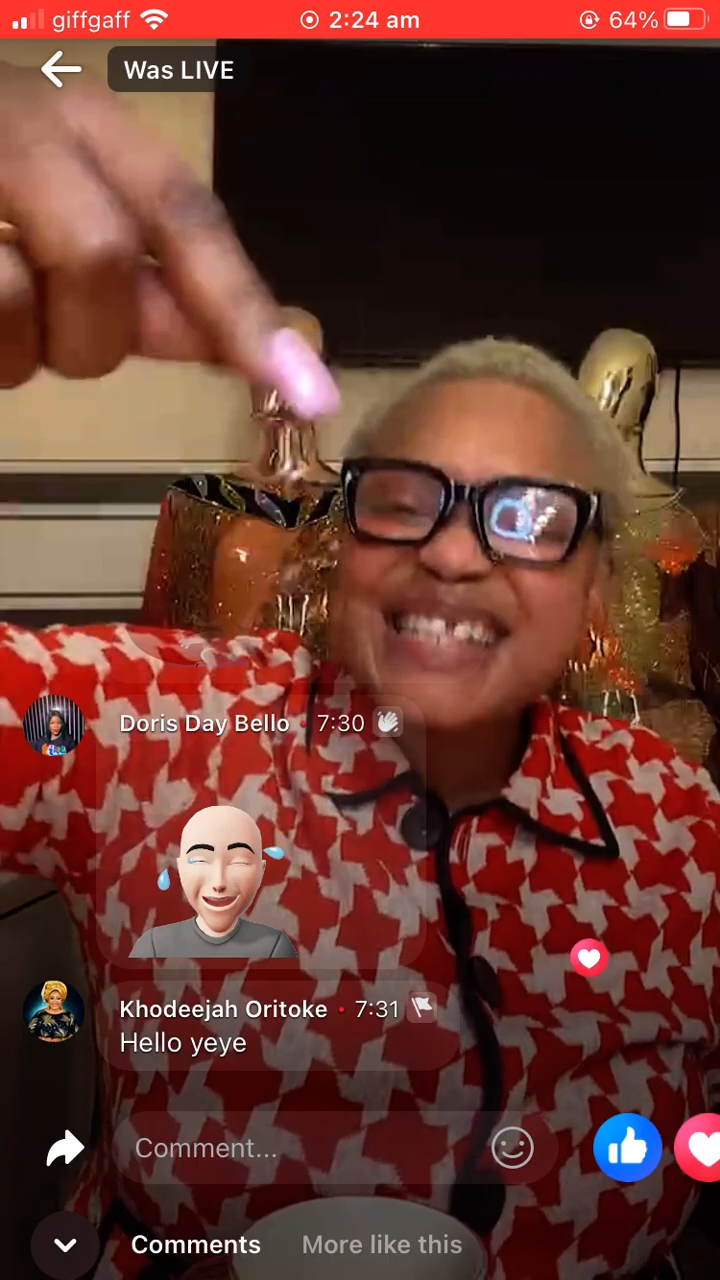 giffgaff 2:24 am 64%
Was LIVE
Doris Day Bello • 7:30
Khodeejah Oritoke • 7:31
Hello yeye
Comment...
Comments More like this